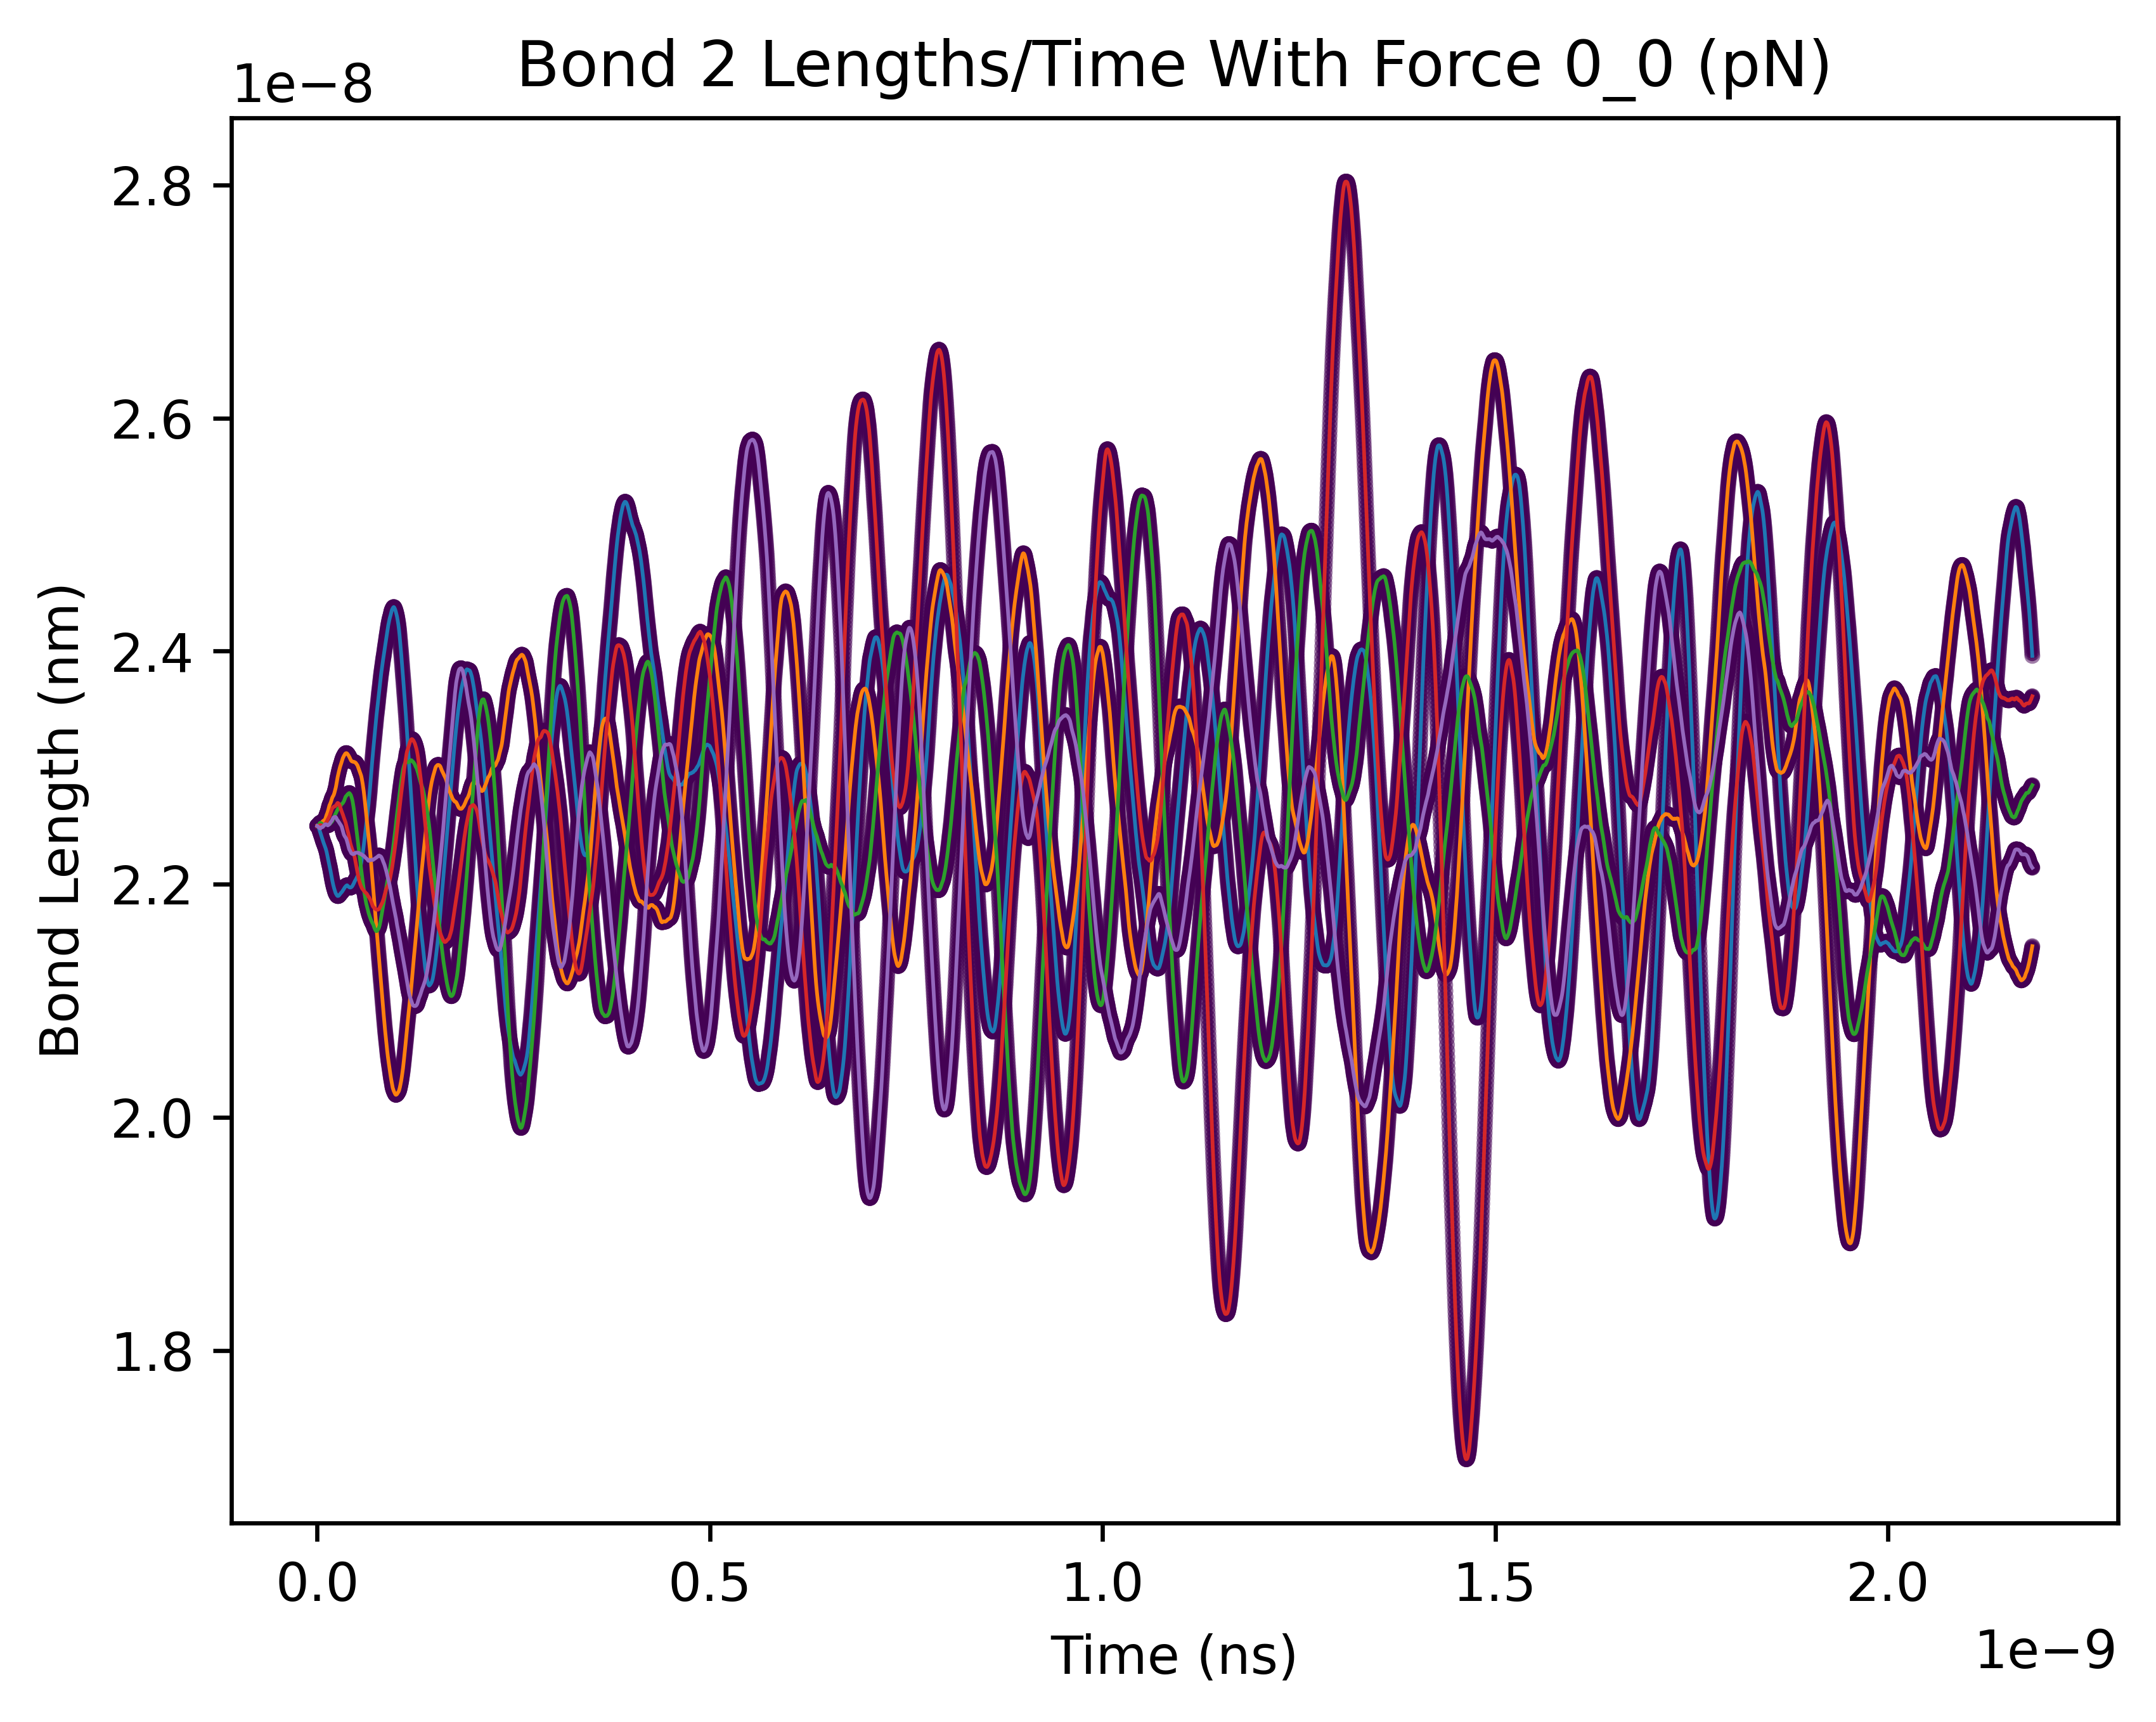 Bond 2 Lengths/Time With Force 0_0 (pN)
1e−8
2.8
2.6
2.4
2.2
2.0
1.8
Bond Length (nm)
0.0 0.5 1.0 1.5 2.0
Time (ns)
1e−9